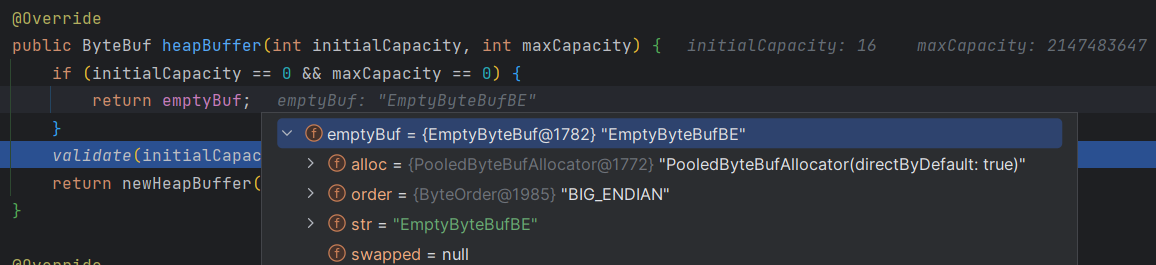 @Override
public ByteBuf heapBuffer(int initialCapacity, int maxCapacity) {   initialCapacity: 16    maxCapacity: 2147483647
    if (initialCapacity == 0 && maxCapacity == 0) {
        return emptyBuf;   emptyBuf: "EmptyByteBufBE"
f emptyBuf = {EmptyByteBuf@1782} "EmptyByteBufBE"
    }
f alloc = {PooledByteBufAllocator@1772} "PooledByteBufAllocator(directByDefault: true)"
    validate(initialCapac
    return newHeapBuffer(
f order = {ByteOrder@1985} "BIG_ENDIAN"
}
f str = "EmptyByteBufBE"
f swapped = null
@Override